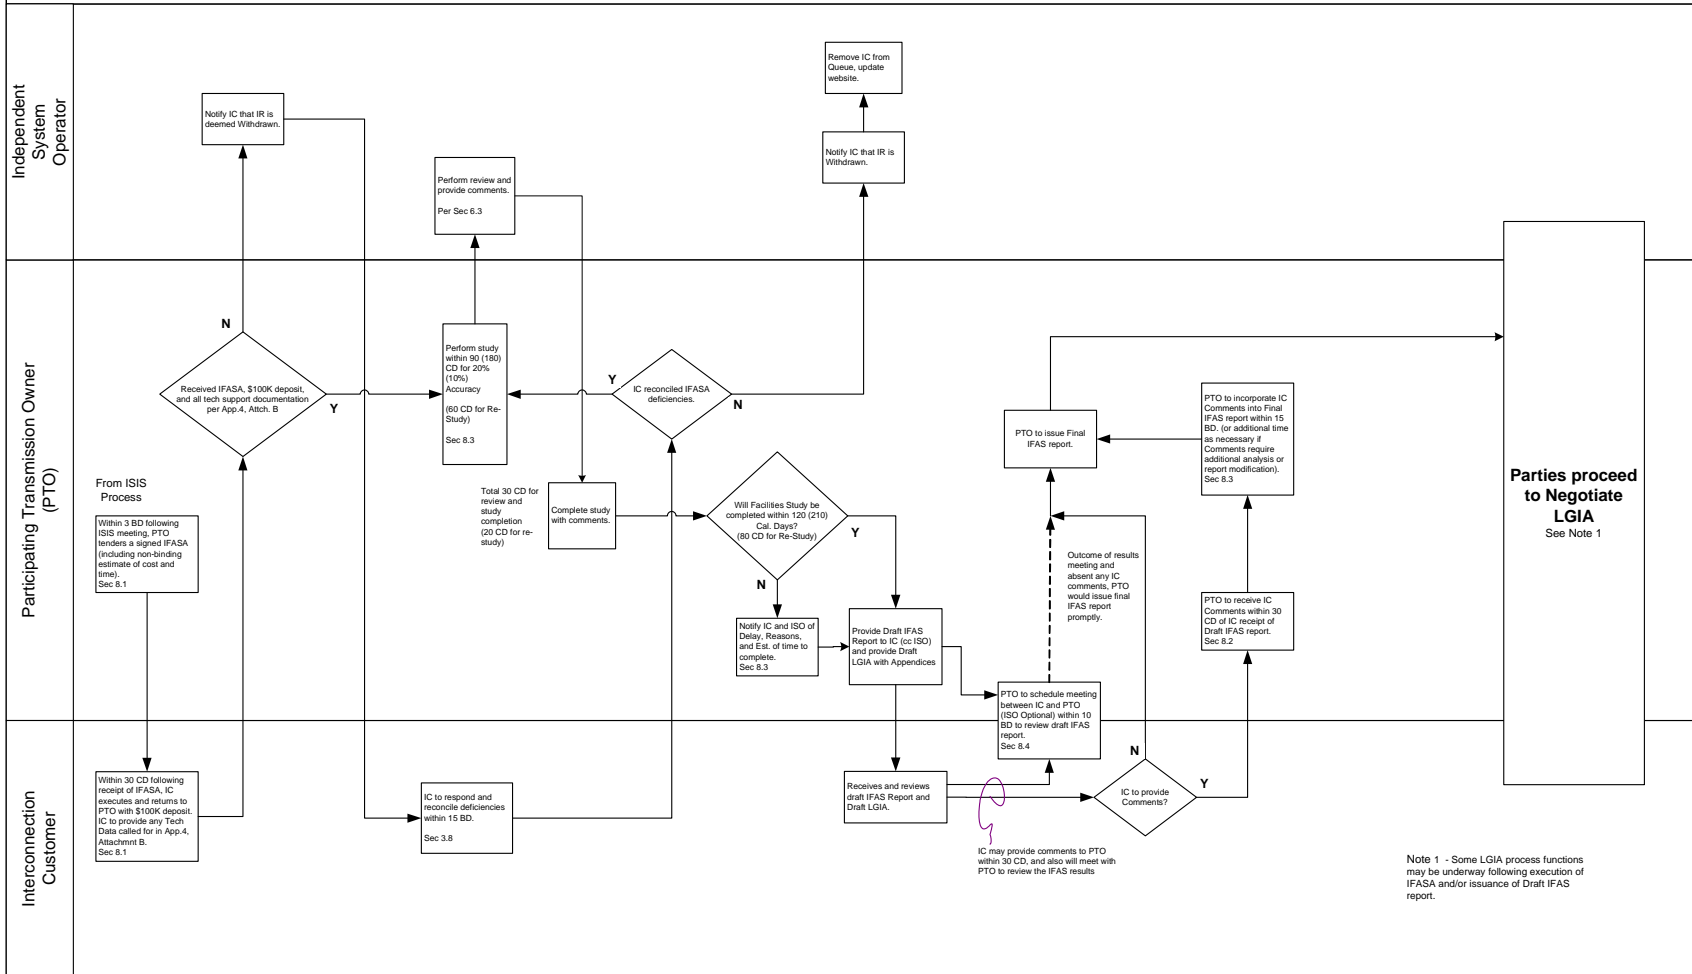 Independent
System
Operator
Notify IC that IR is
deemed Withdrawn.
Perform review and
provide comments.
Per Sec 6.3
Remove IC from
Queue, update
website.
Notify IC that IR is
Withdrawn.
Participating Transmission Owner
(PTO)
From ISIS
Process
Within 3 BD following
ISIS meeting, PTO
tenders a signed IFASA
(including non-binding
estimate of cost and
time).
Sec 8.1
N
Received IFASA, $100K deposit,
and all tech support documentation
per App.4, Attch. B
Y
Perform study
within 90 (180)
CD for 20%
(10%)
Accuracy
(60 CD for Re-
Study)
Sec 8.3
Y
IC reconciled IFASA
deficiencies.
N
Total 30 CD for
review and
study
completion
(20 CD for re-
study)
Complete study
with comments.
Will Facilities Study be
completed within 120 (210)
Cal. Days?
(80 CD for Re-Study)
Y
N
Notify IC and ISO of
Delay, Reasons,
and Est. of time to
complete.
Sec 8.3
Provide Draft IFAS
Report to IC (cc ISO)
and provide Draft
LGIA with Appendices
PTO to issue Final
IFAS report.
Outcome of results
meeting and
absent any IC
comments, PTO
would issue final
IFAS report
promptly.
PTO to schedule meeting
between IC and PTO
(ISO Optional) within 10
BD to review draft IFAS
report.
Sec 8.4
PTO to incorporate IC
Comments into Final
IFAS report within 15
BD. (or additional time
as necessary if
Comments require
additional analysis or
report modification).
Sec 8.3
PTO to receive IC
Comments within 30
CD of IC receipt of
Draft IFAS report.
Sec 8.2
Parties proceed
to Negotiate
LGIA
See Note 1
Interconnection
Customer
Within 30 CD following
receipt of IFASA, IC
executes and returns to
PTO with $100K deposit.
IC to provide any Tech
Data called for in App.4,
Attachmnt B.
Sec 8.1
IC to respond and
reconcile deficiencies
within 15 BD.
Sec 3.8
Receives and reviews
draft IFAS Report and
Draft LGIA.
N
IC to provide
Comments?
Y
IC may provide comments to PTO
within 30 CD, and also will meet with
PTO to review the IFAS results
Note 1 - Some LGIA process functions
may be underway following execution of
IFASA and/or issuance of Draft IFAS
report.